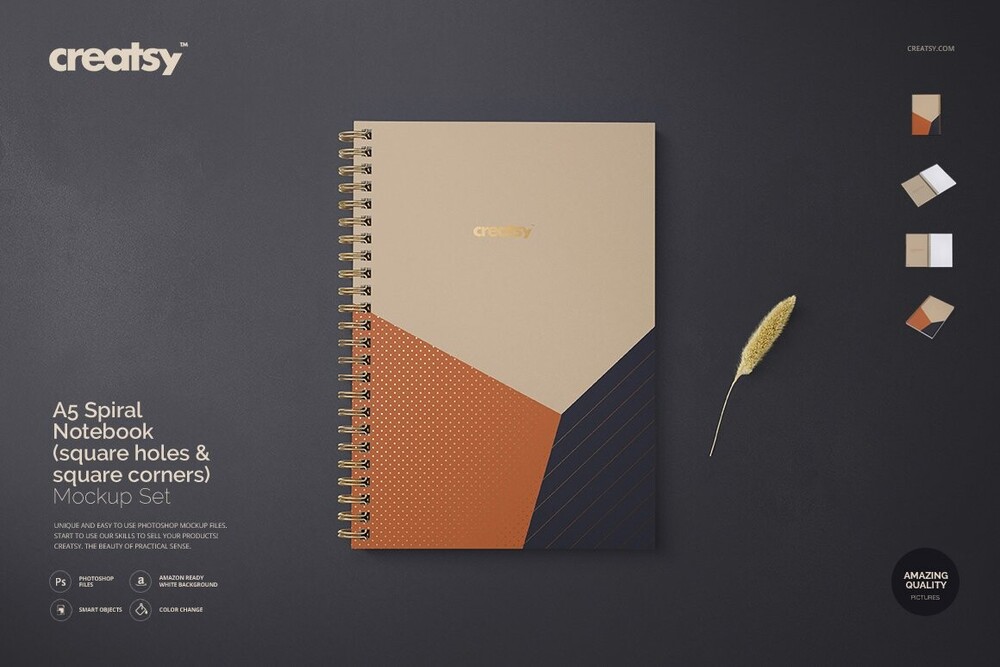 creatsy™
CREATSY.COM
creatsy
A5 Spiral
Notebook
(square holes &
square corners)
Mockup Set
UNIQUE AND EASY TO USE PHOTOSHOP MOCKUP FILES.
START TO USE OUR SKILLS TO SELL YOUR PRODUCTS!
CREATSY. THE BEAUTY OF PRACTICAL SENSE.
Ps
PHOTOSHOP
FILES
a
AMAZON READY
WHITE BACKGROUND
SMART OBJECTS
COLOR CHANGE
AMAZING
QUALITY
PICTURES